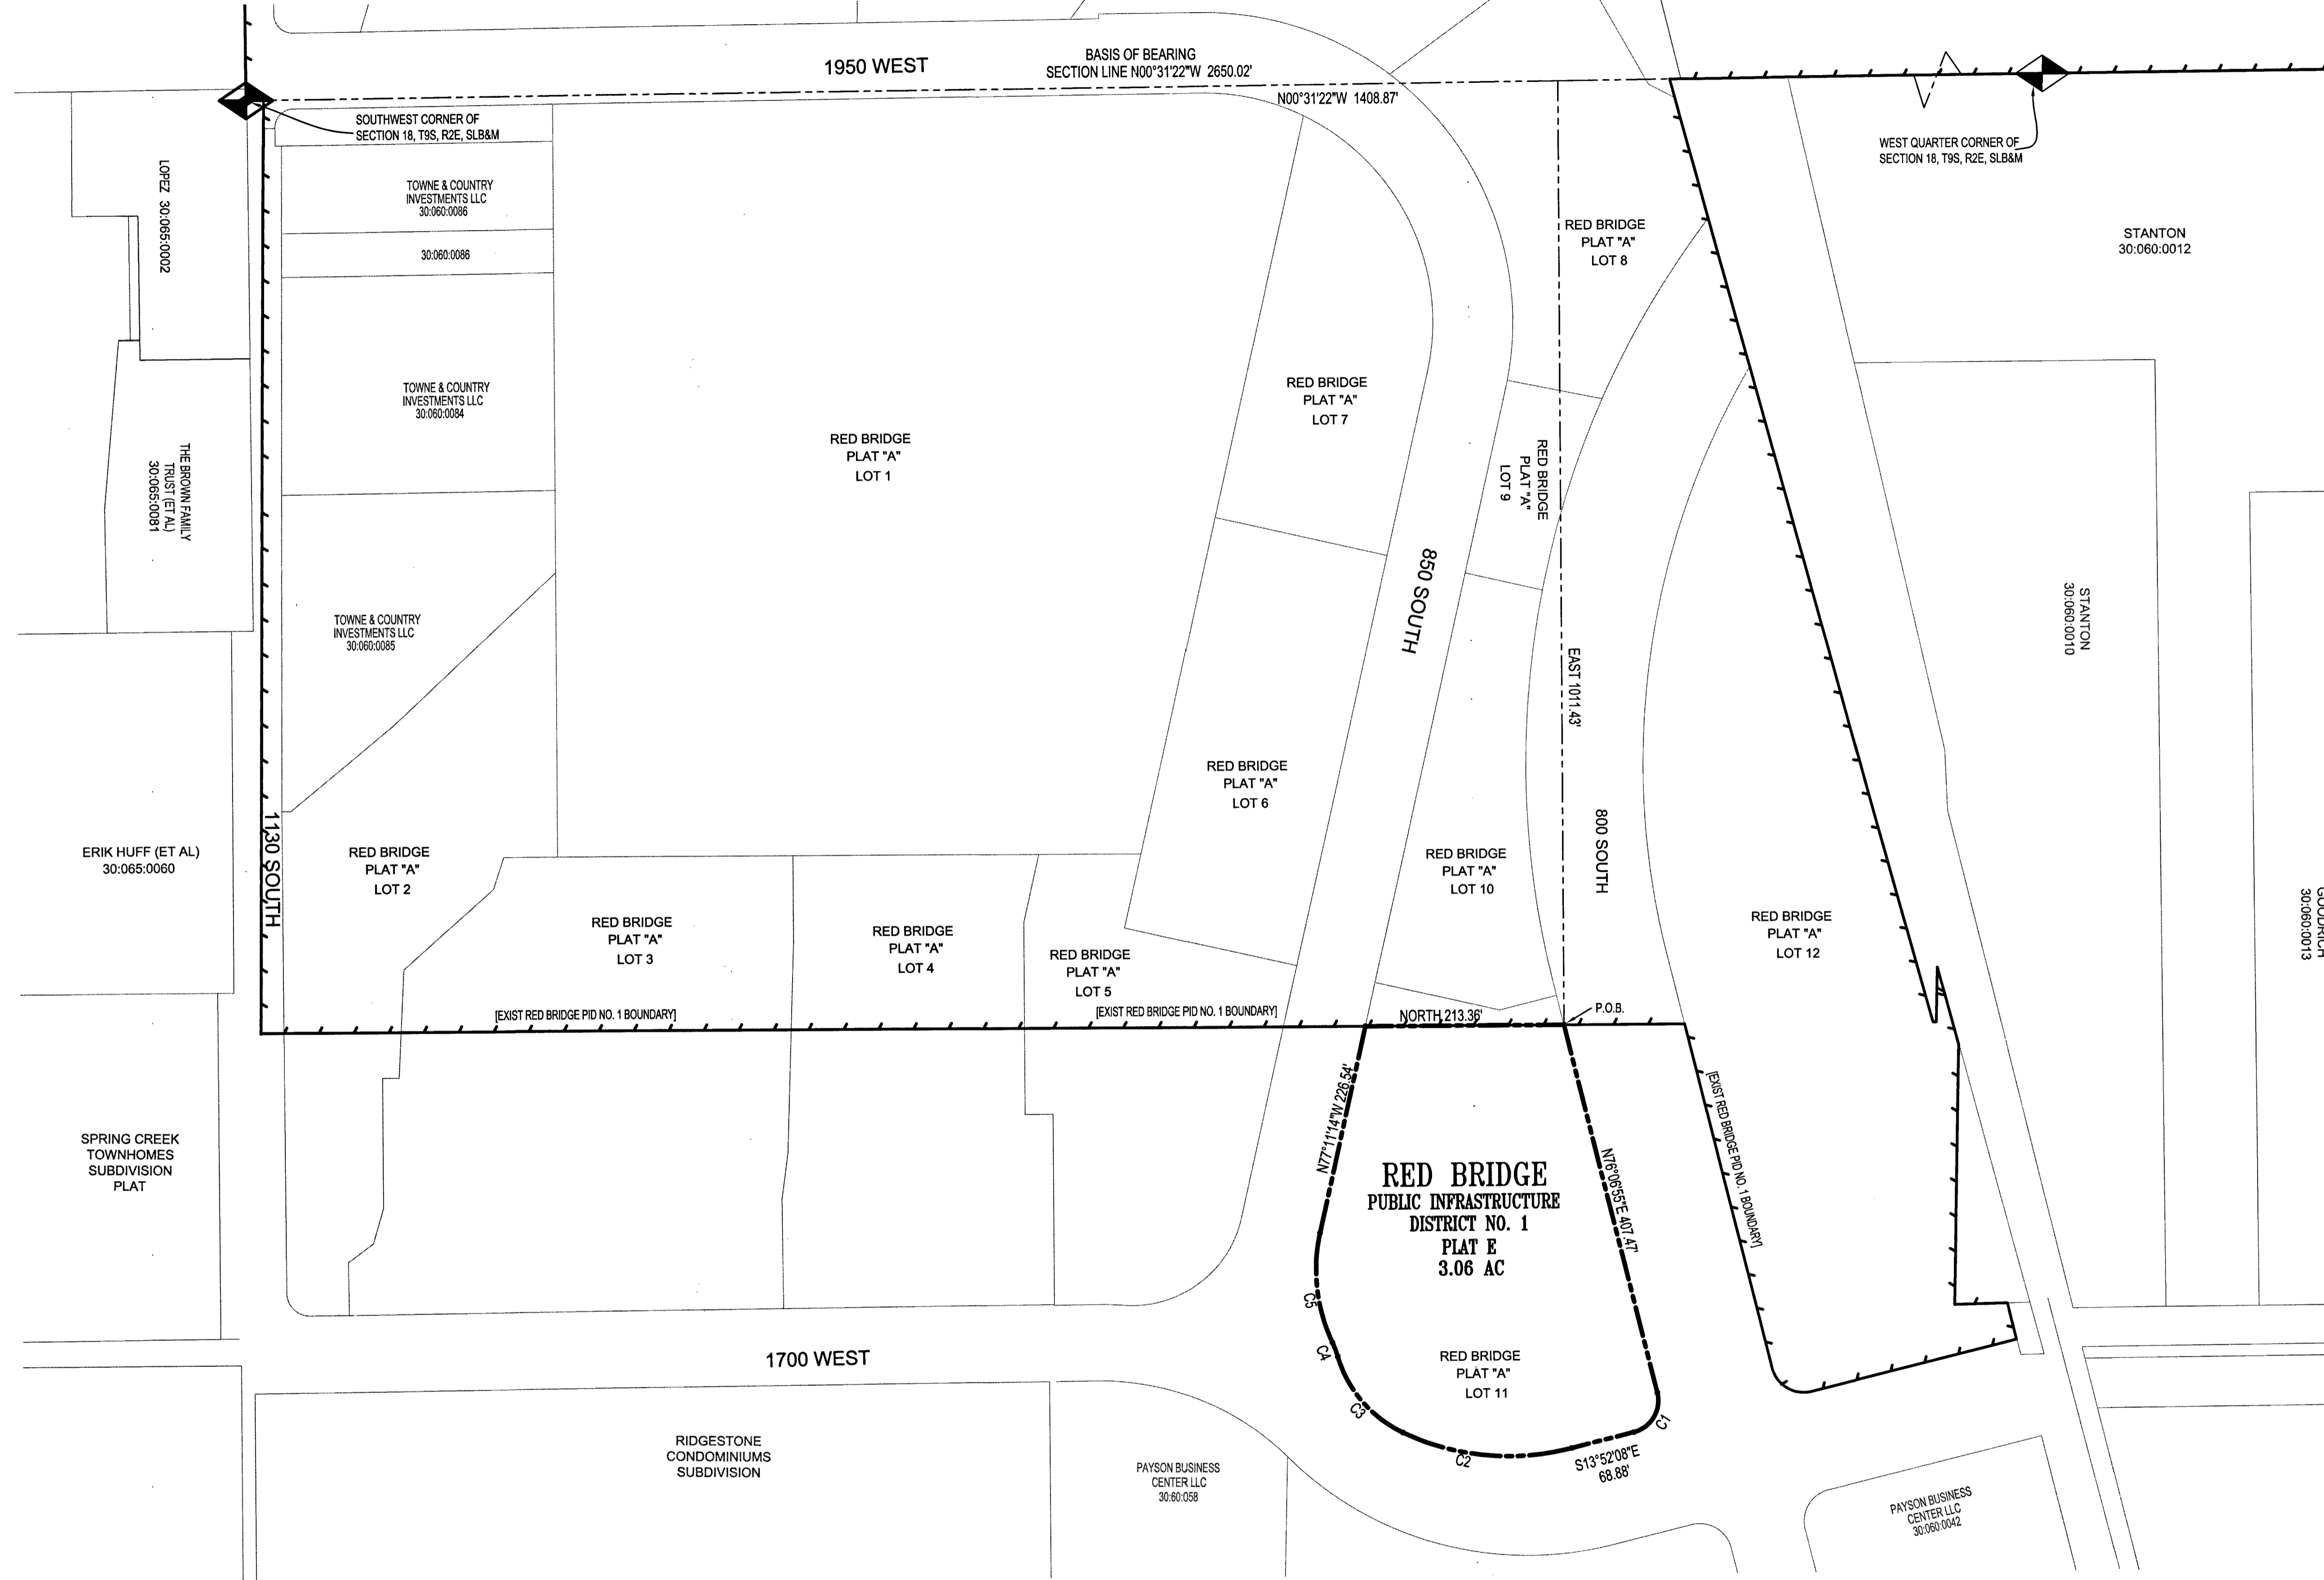 1950 WEST
BASIS OF BEARING
SECTION LINE N00°31'22"W 2650.02'
N00°31'22"W 1408.87'
SOUTHWEST CORNER OF
SECTION 18, T9S, R2E, SLB&M
WEST QUARTER CORNER OF
SECTION 18, T9S, R2E, SLB&M
LOPEZ 30:065:0002
TOWNE & COUNTRY
INVESTMENTS LLC
30:060:0086
30:060:0086
RED BRIDGE
PLAT "A"
LOT 8
STANTON
30:060:0012
TOWNE & COUNTRY
INVESTMENTS LLC
30:060:0084
RED BRIDGE
PLAT "A"
LOT 1
RED BRIDGE
PLAT "A"
LOT 7
RED BRIDGE
PLAT "A"
LOT 9
THE BROWN FAMILY
TRUST (ET AL)
30:065:0081
850 SOUTH
TOWNE & COUNTRY
INVESTMENTS LLC
30:060:0085
STANTON
30:060:0010
EAST 1011.43'
RED BRIDGE
PLAT "A"
LOT 6
1130 SOUTH
800 SOUTH
ERIK HUFF (ET AL)
30:065:0060
RED BRIDGE
PLAT "A"
LOT 2
RED BRIDGE
PLAT "A"
LOT 10
RED BRIDGE
PLAT "A"
LOT 3
RED BRIDGE
PLAT "A"
LOT 4
RED BRIDGE
PLAT "A"
LOT 5
RED BRIDGE
PLAT "A"
LOT 12
GOODRICH
30:060:0013
[EXIST RED BRIDGE PID NO. 1 BOUNDARY]
[EXIST RED BRIDGE PID NO. 1 BOUNDARY]
NORTH 213.36'
P.O.B.
N77°11'14"W 226.54'
N76°06'55"E 407.47'
[EXIST RED BRIDGE PID NO. 1 BOUNDARY]
SPRING CREEK
TOWNHOMES
SUBDIVISION
PLAT
RED BRIDGE
PUBLIC INFRASTRUCTURE
DISTRICT NO. 1
PLAT E
3.06 AC
C5
C4
C3
C2
C1
1700 WEST
RED BRIDGE
PLAT "A"
LOT 11
S13°52'08"E
68.88'
RIDGESTONE
CONDOMINIUMS
SUBDIVISION
PAYSON BUSINESS
CENTER LLC
30:60:058
PAYSON BUSINESS
CENTER LLC
30:060:0042